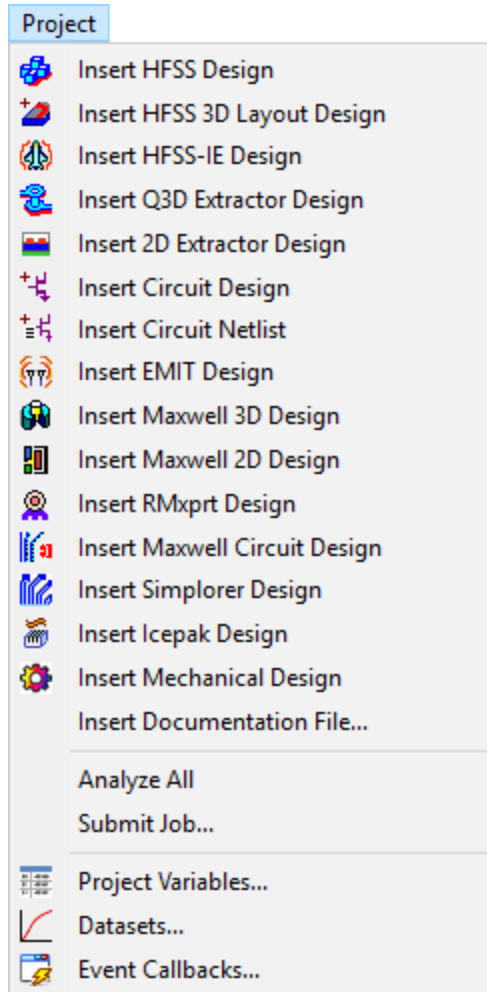 Project
Insert HFSS Design
Insert HFSS 3D Layout Design
Insert HFSS-IE Design
Insert Q3D Extractor Design
Insert 2D Extractor Design
Insert Circuit Design
Insert Circuit Netlist
Insert EMIT Design
Insert Maxwell 3D Design
Insert Maxwell 2D Design
Insert RMxprt Design
Insert Maxwell Circuit Design
Insert Simplorer Design
Insert Icepak Design
Insert Mechanical Design
Insert Documentation File...
Analyze All
Submit Job...
Project Variables...
Datasets...
Event Callbacks...